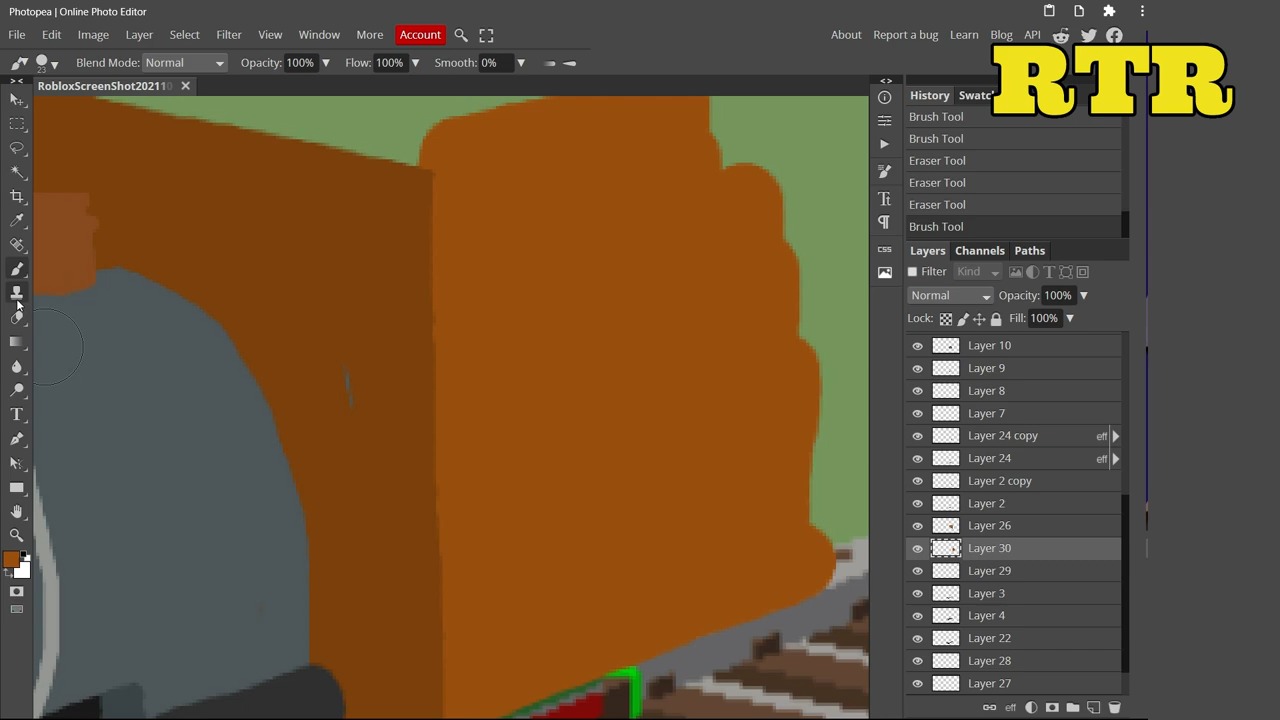 Photopea | Online Photo Editor
File Edit Image Layer Select Filter View Window More Account About Report a bug Learn Blog API
RTR
23 Blend Mode: Normal Opacity: 100% Flow: 100% Smooth: 0%
RobloxScreenShot202110
History Swatc
Brush Tool
Brush Tool
Eraser Tool
Eraser Tool
Eraser Tool
Brush Tool
Layers Channels Paths
Filter Kind
Normal Opacity: 100%
Lock: Fill: 100%
Layer 10
Layer 9
Layer 8
Layer 7
Layer 24 copy eff
Layer 24 eff
Layer 2 copy
Layer 2
Layer 26
Layer 30
Layer 29
Layer 3
Layer 4
Layer 22
Layer 28
Layer 27
eff
CSS